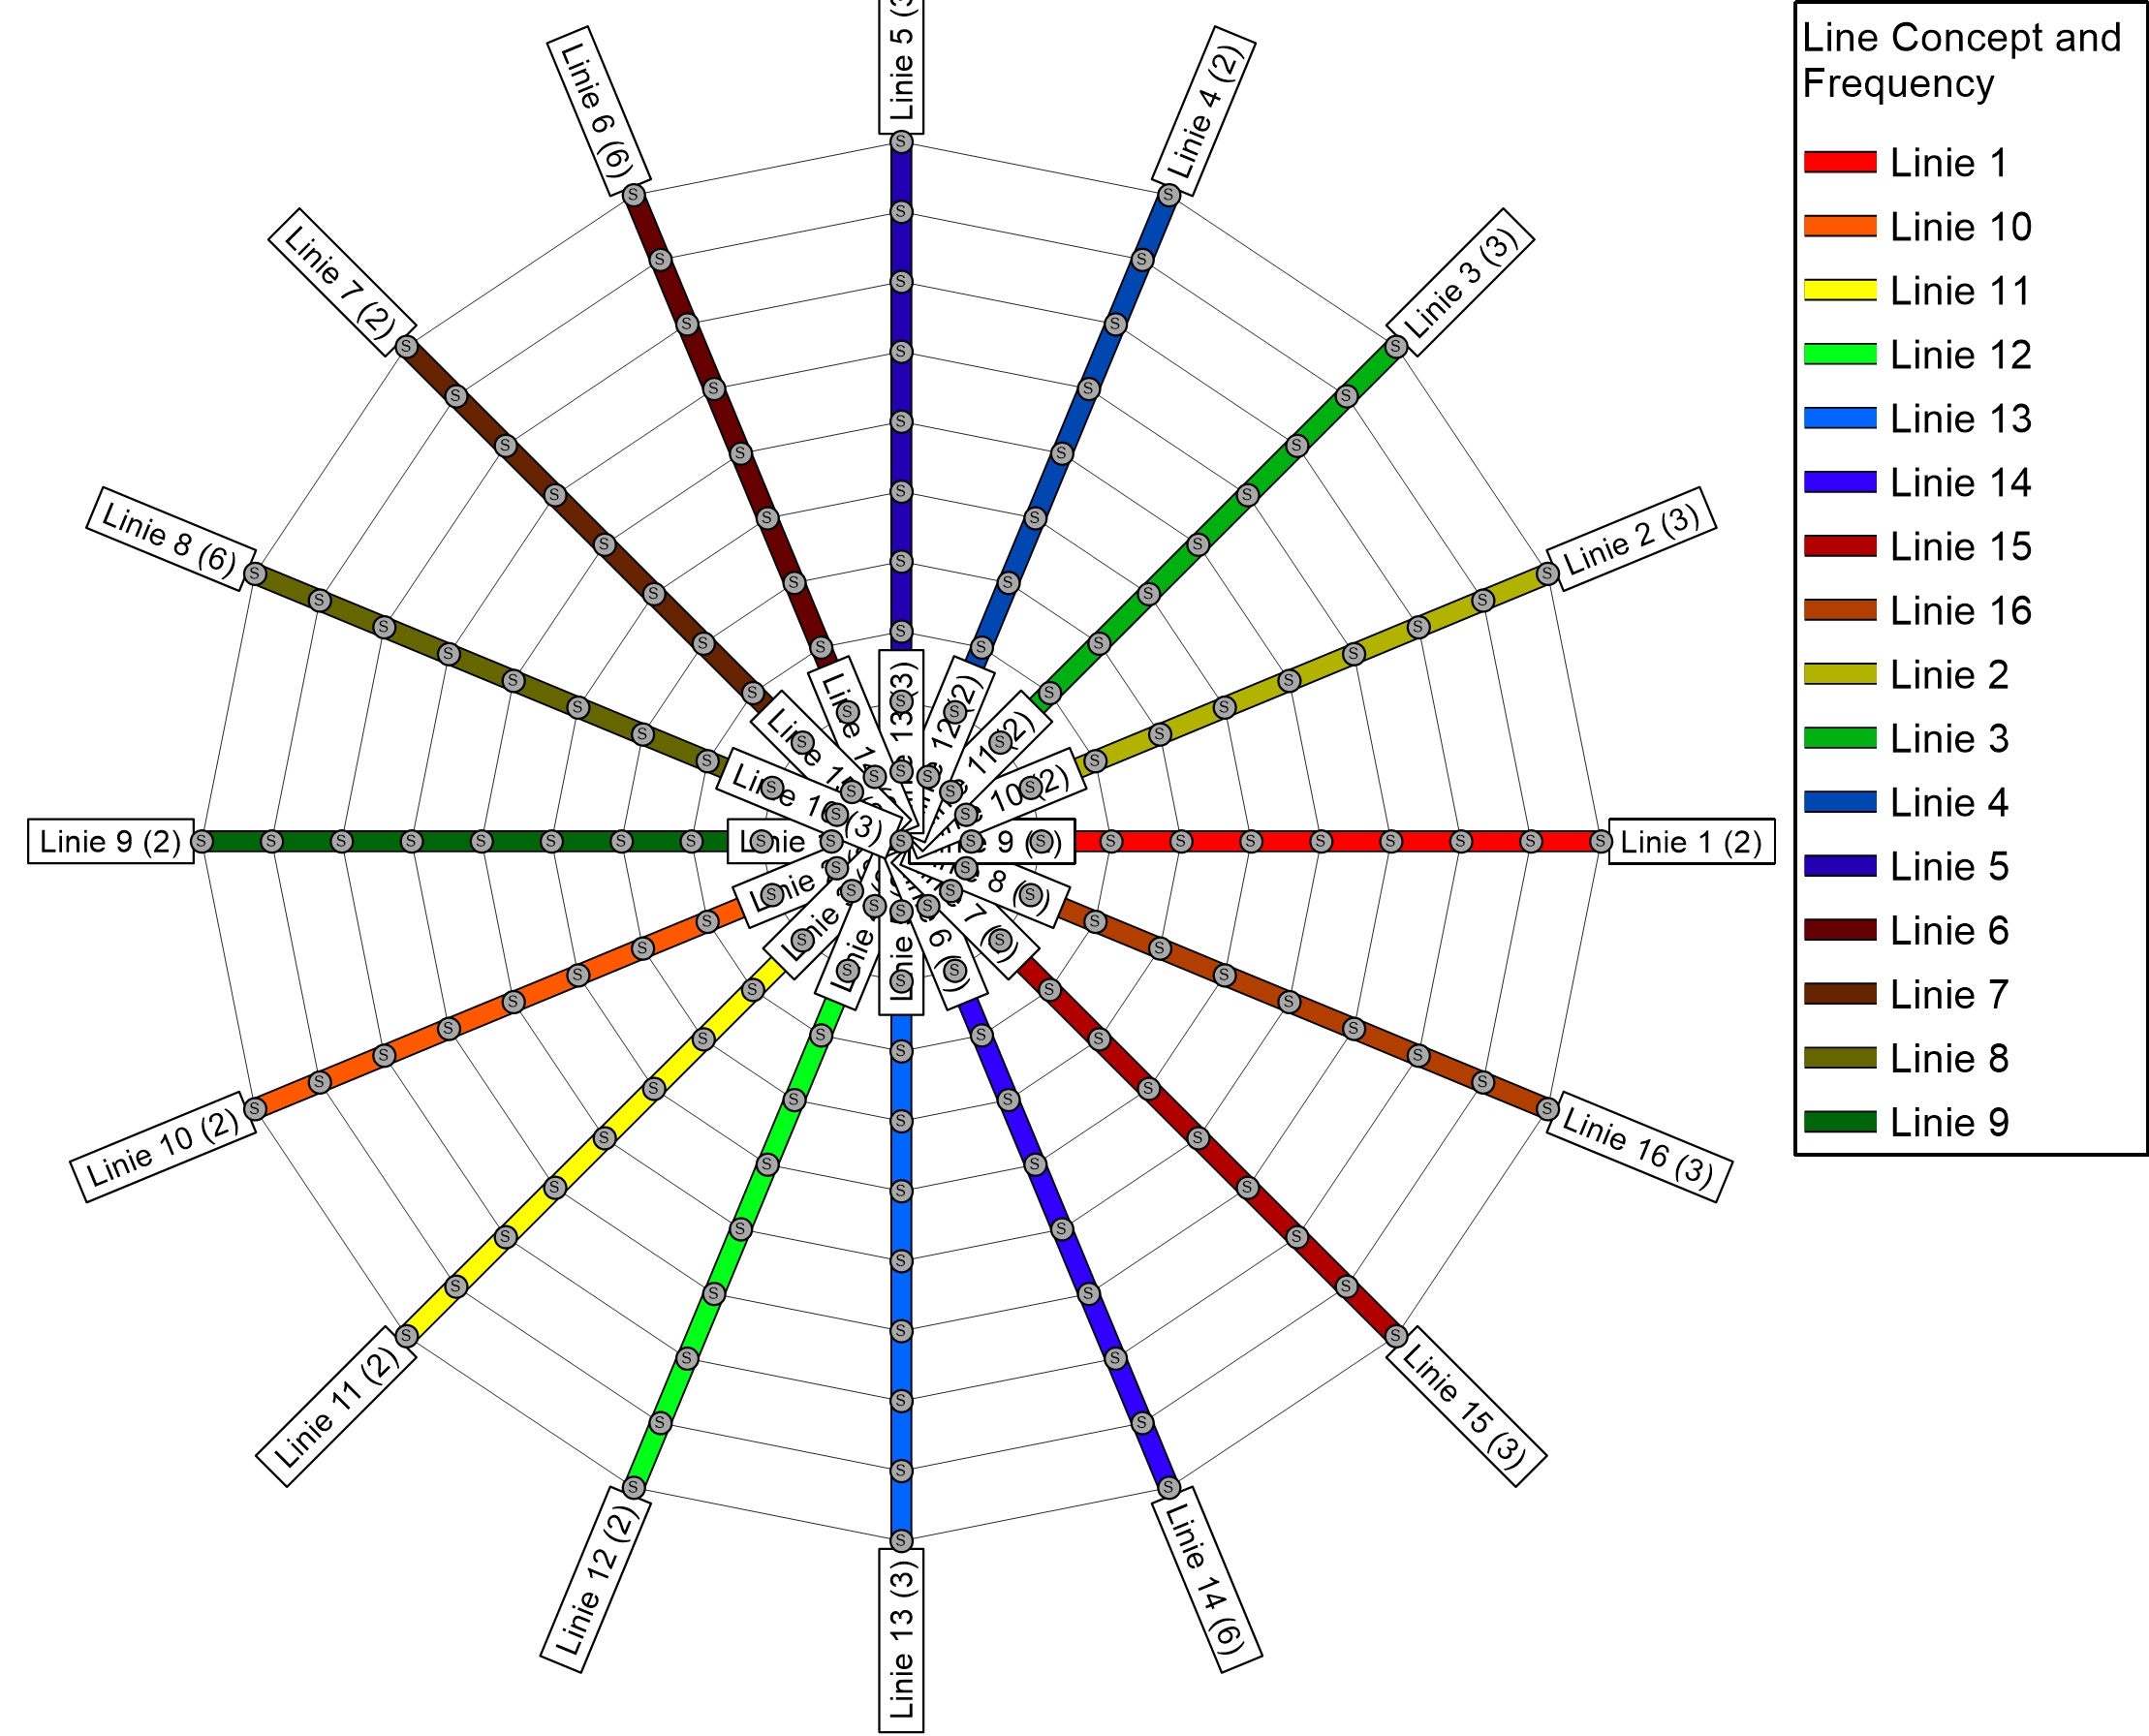 Linie 5 (3
Linie 6 (6)
Linie 4 (2)
Linie 7 (2)
Linie 3 (3)
Linie 8 (6)
Linie 2 (3)
Linie 9 (2)
Linie 1 (2)
Linie 10 (2)
Linie 16 (3)
Linie 11 (2)
Linie 15 (3)
Linie 12 (2)
Linie 14 (6)
Linie 13 (3)
Line Concept and
Frequency
Linie 1
Linie 10
Linie 11
Linie 12
Linie 13
Linie 14
Linie 15
Linie 16
Linie 2
Linie 3
Linie 4
Linie 5
Linie 6
Linie 7
Linie 8
Linie 9